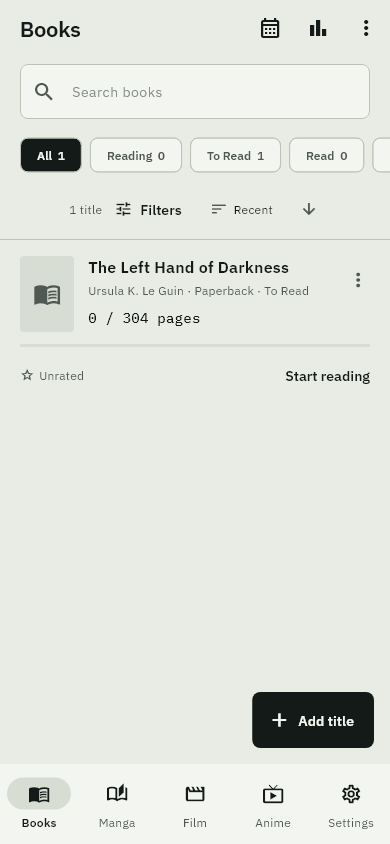 Books
Search books
All 1 Reading 0 To Read 1 Read 0
1 title Filters Recent
The Left Hand of Darkness
Ursula K. Le Guin · Paperback · To Read
0 / 304 pages
Unrated Start reading
Add title
Books Manga Film Anime Settings